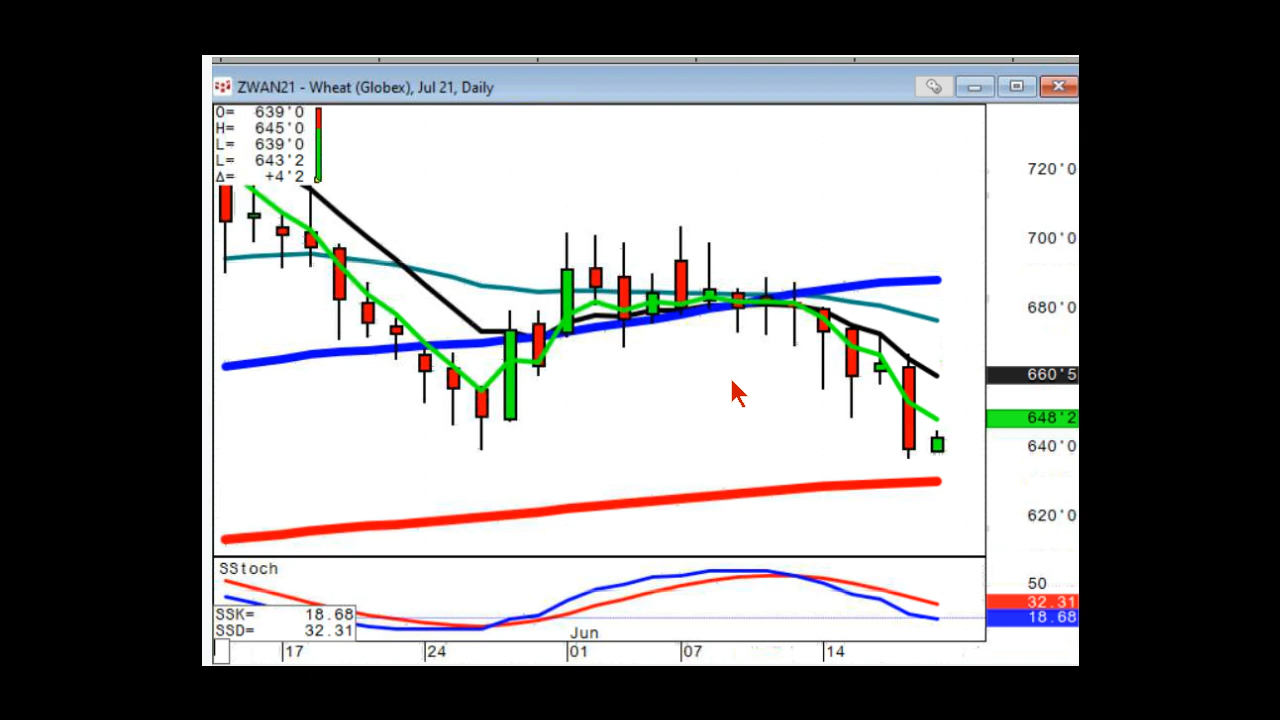 ZWAN21 - Wheat (Globex), Jul 21, Daily
O= 639'0
H= 645'0
L= 639'0
L= 643'2
Δ= +4'2
720'0
700'0
680'0
660'5
648'2
640'0
620'0
SStoch
50
SSK= 18.68
32.31
SSD= 32.31
18.68
Jun
17 24 01 07 14